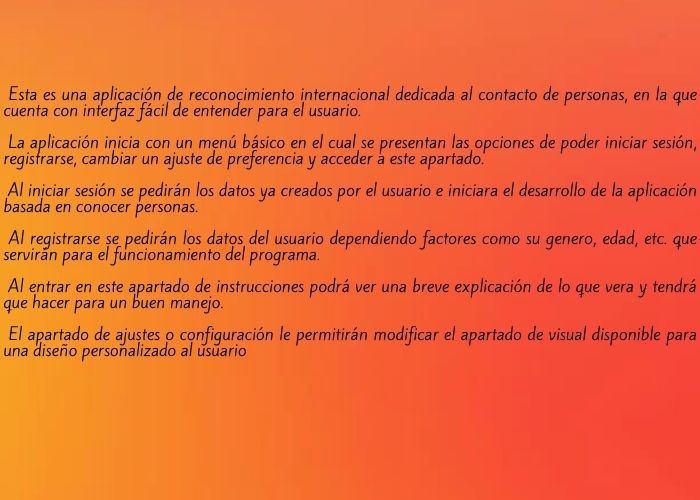 Esta es una aplicación de reconocimiento internacional dedicada al contacto de personas, en la que
cuenta con interfaz fácil de entender para el usuario.
La aplicación inicia con un menú básico en el cual se presentan las opciones de poder iniciar sesión,
registrarse, cambiar un ajuste de preferencia y acceder a este apartado.
Al iniciar sesión se pedirán los datos ya creados por el usuario e iniciara el desarrollo de la aplicación
basada en conocer personas.
Al registrarse se pedirán los datos del usuario dependiendo factores como su genero, edad, etc. que
servirán para el funcionamiento del programa.
Al entrar en este apartado de instrucciones podrá ver una breve explicación de lo que vera y tendrá
que hacer para un buen manejo.
El apartado de ajustes o configuración le permitirán modificar el apartado de visual disponible para
una diseño personalizado al usuario